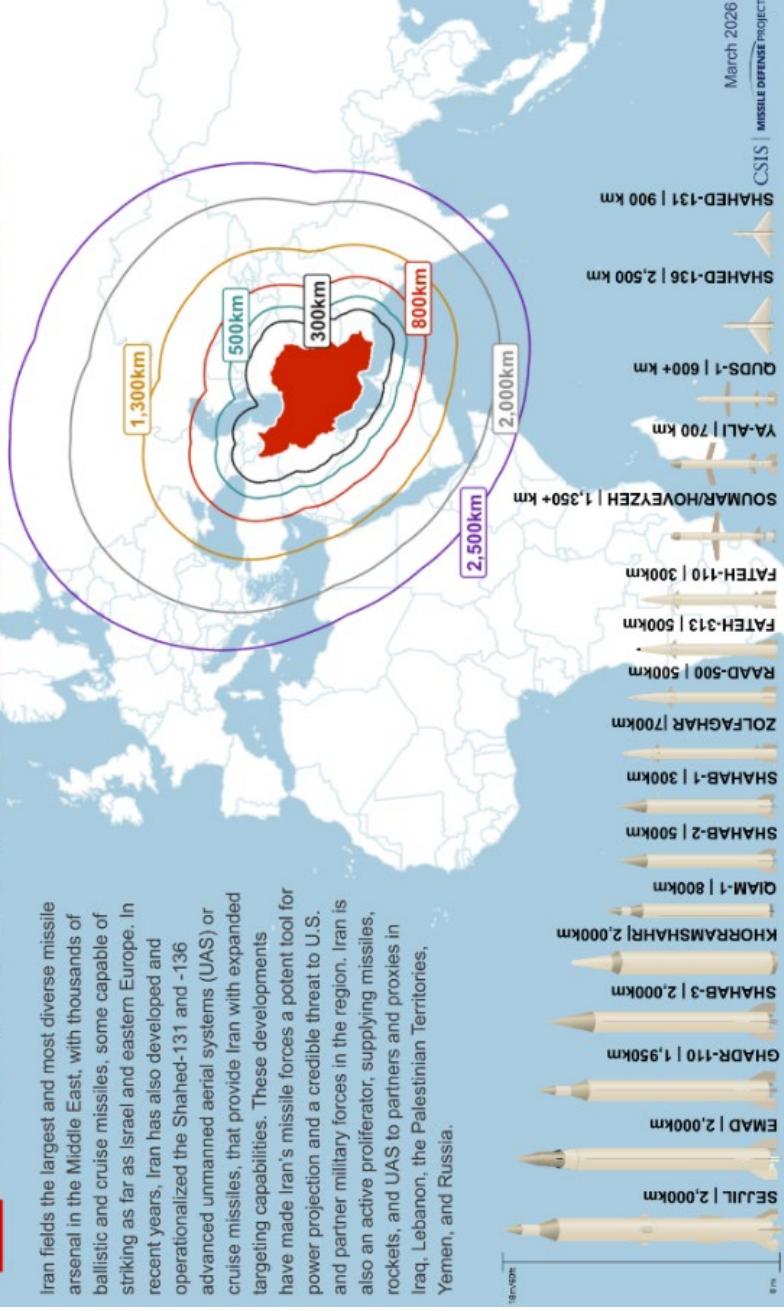 Iran fields the largest and most diverse missile
arsenal in the Middle East, with thousands of
ballistic and cruise missiles, some capable of
striking as far as Israel and eastern Europe. In
recent years, Iran has also developed and
operationalized the Shahed-131 and -136
advanced unmanned aerial systems (UAS) or
cruise missiles, that provide Iran with expanded
targeting capabilities. These developments
have made Iran's missile forces a potent tool for
power projection and a credible threat to U.S.
and partner military forces in the region. Iran is
also an active proliferator, supplying missiles,
rockets, and UAS to partners and proxies in
Iraq, Lebanon, the Palestinian Territories,
Yemen, and Russia.
1,300km
500km
300km
800km
2,000km
2,500km
18m/60ft
0 m
SEJJIL | 2,000km
EMAD | 2,000km
GHADR-110 | 1,950km
SHAHAB-3 | 2,000km
KHORRAMSHAHR| 2,000km
QIAM-1 | 800km
SHAHAB-2 | 500km
SHAHAB-1 | 300km
ZOLFAGHAR |700km
RAAD-500 | 500km
FATEH-313 | 500km
FATEH-110 | 300km
SOUMAR/HOVEYZEH | 1,350+ km
YA-ALI | 700 km
QUDS-1 | 600+ km
SHAHED-136 | 2,500 km
SHAHED-131 | 900 km
March 2026
CSIS | MISSILE DEFENSE PROJECT